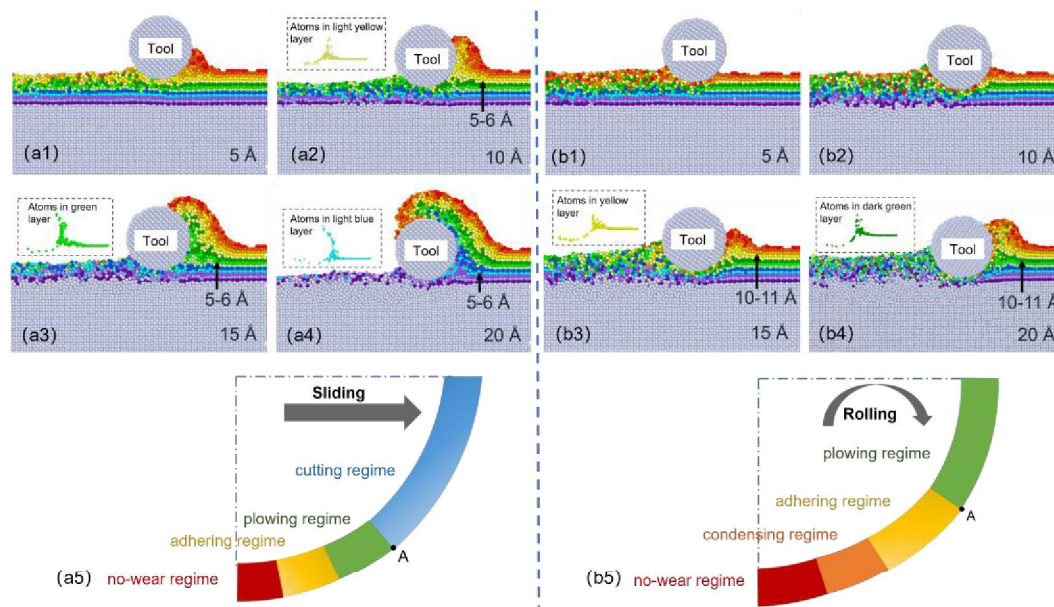 Tool
(a1)
5 Å
Atoms in light yellow
layer
Tool
5-6 Å
(a2)
10 Å
Tool
(b1)
5 Å
Tool
(b2)
10 Å
Atoms in green
layer
Tool
5-6 Å
(a3)
15 Å
Atoms in light blue
layer
Tool
5-6 Å
(a4)
20 Å
Atoms in yellow
layer
Tool
10-11 Å
(b3)
15 Å
Atoms in dark green
layer
Tool
10-11 Å
(b4)
20 Å
Sliding
cutting regime
plowing regime
adhering regime
A
(a5)
no-wear regime
Rolling
plowing regime
adhering regime
A
condensing regime
(b5)
no-wear regime